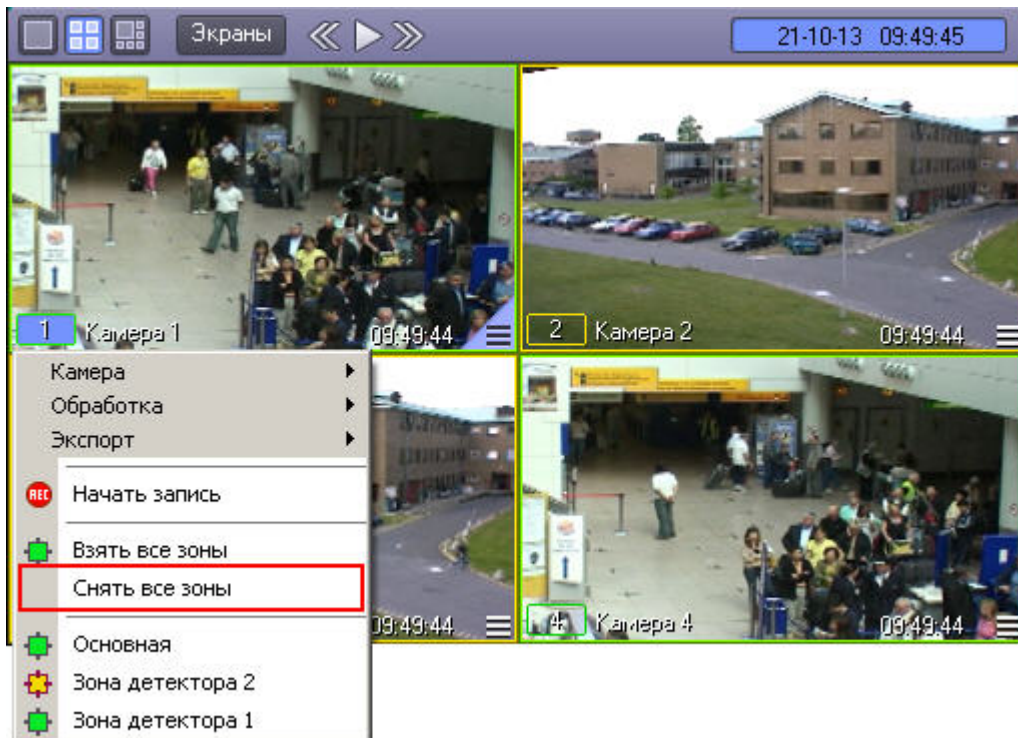 Экраны
21-10-13 09:49:45
1 Камера 1 09:49:44
2 Камера 2 09:49:44
Камера
Обработка
Экспорт
REC Начать запись
Взять все зоны
Снять все зоны
09:49:44
4 Камера 4 09:49:44
Основная
Зона детектора 2
Зона детектора 1